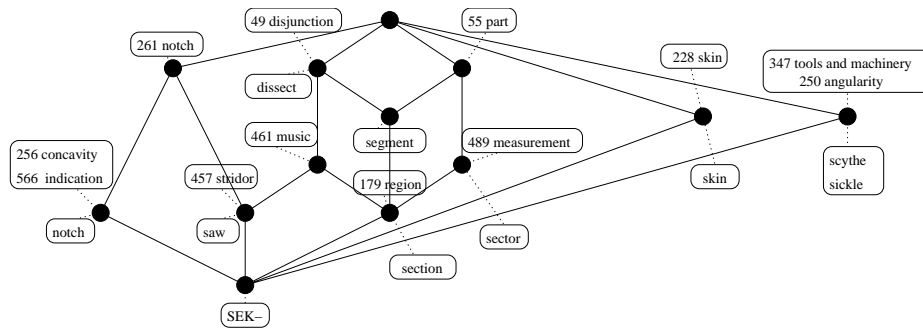 49 disjunction
55 part
261 notch
228 skin
347 tools and machinery
250 angularity
dissect
461 music
segment
489 measurement
256 concavity
566 indication
457 stridor
179 region
skin
scythe
sickle
notch
saw
sector
section
SEK–